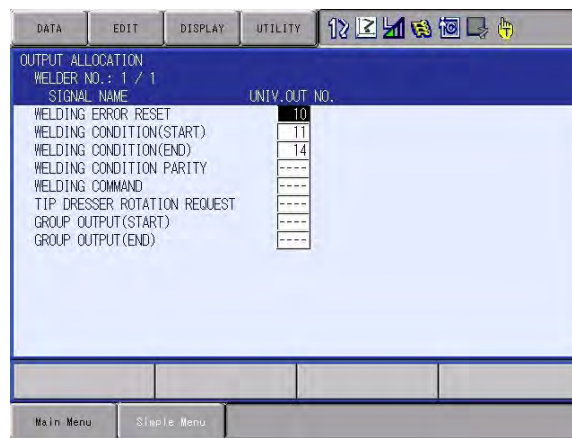 DATA EDIT DISPLAY UTILITY
OUTPUT ALLOCATION
WELDER NO.: 1 / 1
SIGNAL NAME UNIV.OUT NO.
WELDING ERROR RESET 10
WELDING CONDITION(START) 11
WELDING CONDITION(END) 14
WELDING CONDITION PARITY ----
WELDING COMMAND ----
TIP DRESSER ROTATION REQUEST ----
GROUP OUTPUT(START) ----
GROUP OUTPUT(END) ----
Main Menu Simple Menu